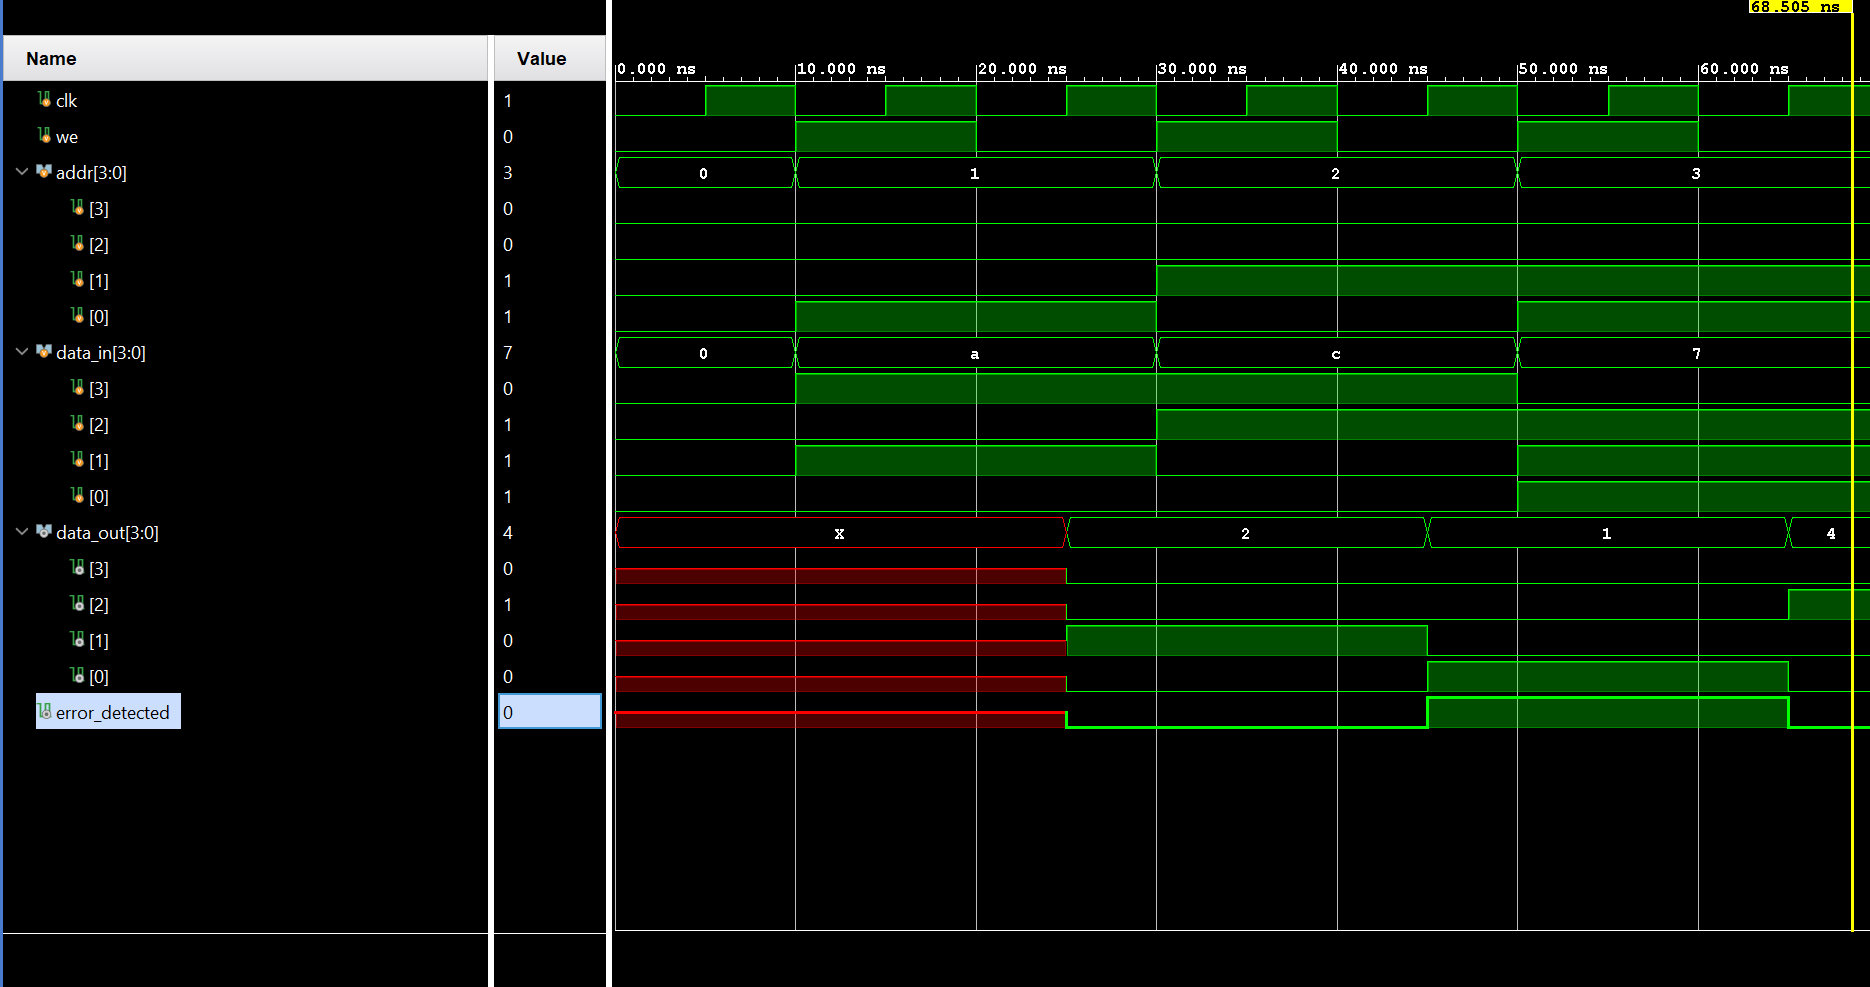 68.505 ns
Name Value
0.000 ns 10.000 ns 20.000 ns 30.000 ns 40.000 ns 50.000 ns 60.000 ns
clk 1
we 0
addr[3:0] 3 0 1 2 3
[3] 0
[2] 0
[1] 1
[0] 1
data_in[3:0] 7 0 a c 7
[3] 0
[2] 1
[1] 1
[0] 1
data_out[3:0] 4 X 2 1 4
[3] 0
[2] 1
[1] 0
[0] 0
error_detected 0